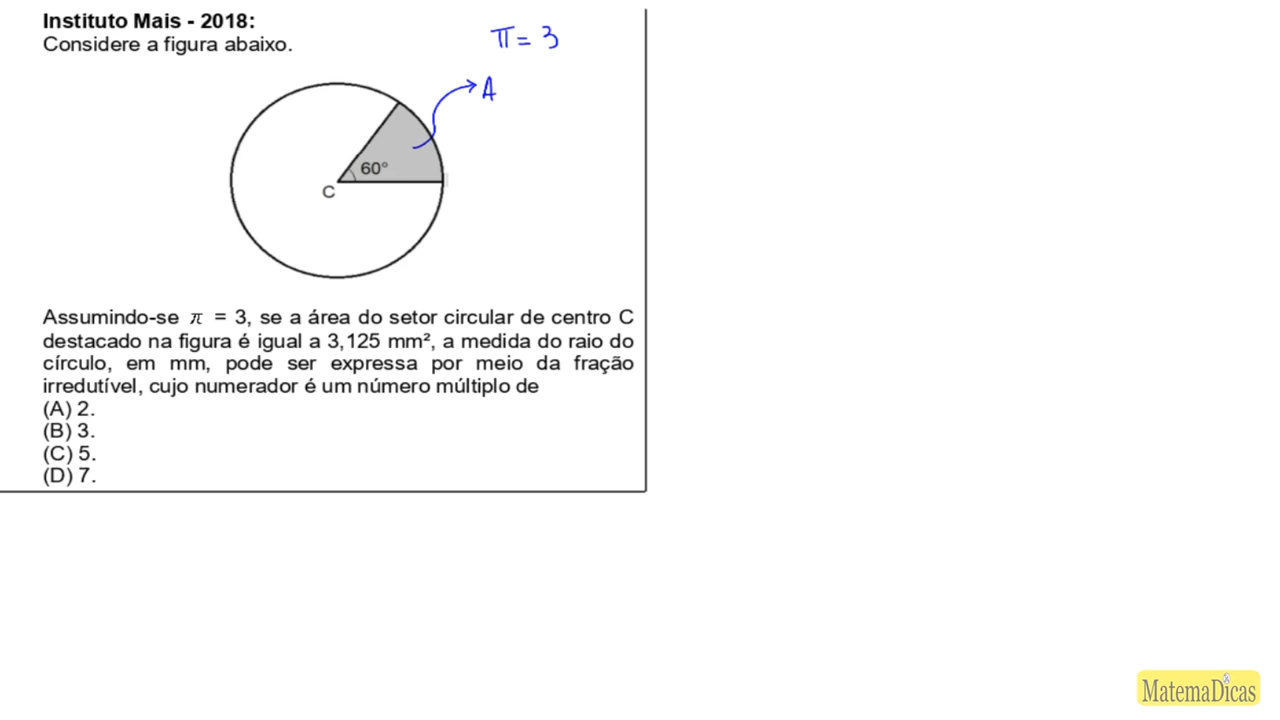 Instituto Mais - 2018:
Considere a figura abaixo.
π = 3
A
60°
C
Assumindo-se π = 3, se a área do setor circular de centro C
destacado na figura é igual a 3,125 mm², a medida do raio do
círculo, em mm, pode ser expressa por meio da fração
irredutível, cujo numerador é um número múltiplo de
(A) 2.
(B) 3.
(C) 5.
(D) 7.
MatemaDicas